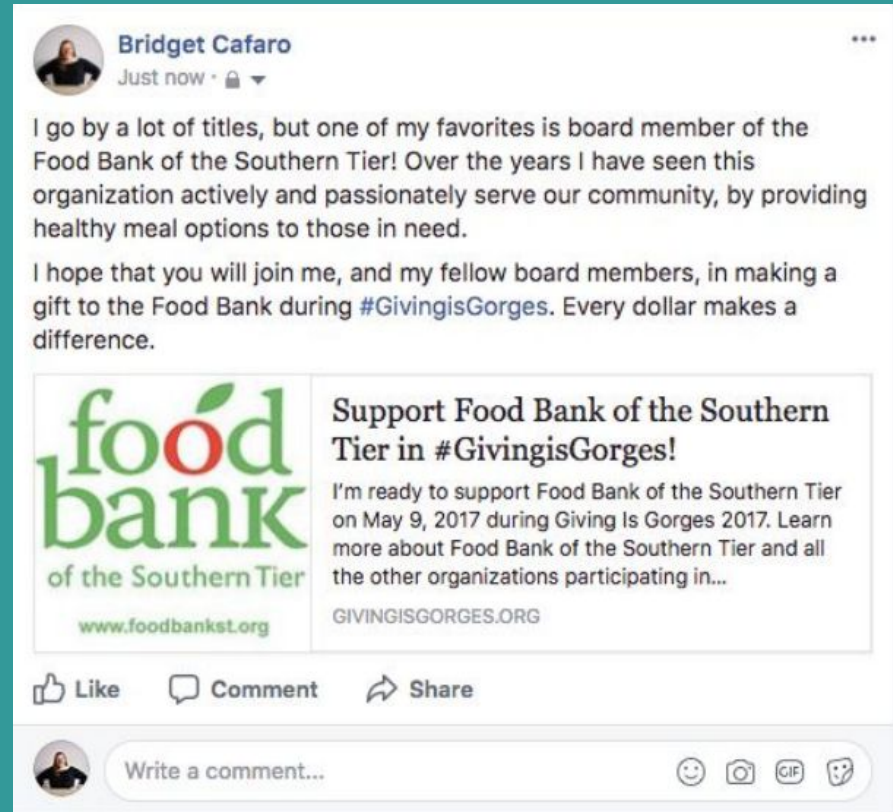 Bridget Cafaro
Just now
I go by a lot of titles, but one of my favorites is board member of the
Food Bank of the Southern Tier! Over the years I have seen this
organization actively and passionately serve our community, by providing
healthy meal options to those in need.
I hope that you will join me, and my fellow board members, in making a
gift to the Food Bank during #GivingisGorges. Every dollar makes a
difference.
food
bank
of the Southern Tier
www.foodbankst.org
Support Food Bank of the Southern
Tier in #GivingisGorges!
I'm ready to support Food Bank of the Southern Tier
on May 9, 2017 during Giving Is Gorges 2017. Learn
more about Food Bank of the Southern Tier and all
the other organizations participating in...
GIVINGISGORGES.ORG
Like Comment Share
Write a comment... GIF